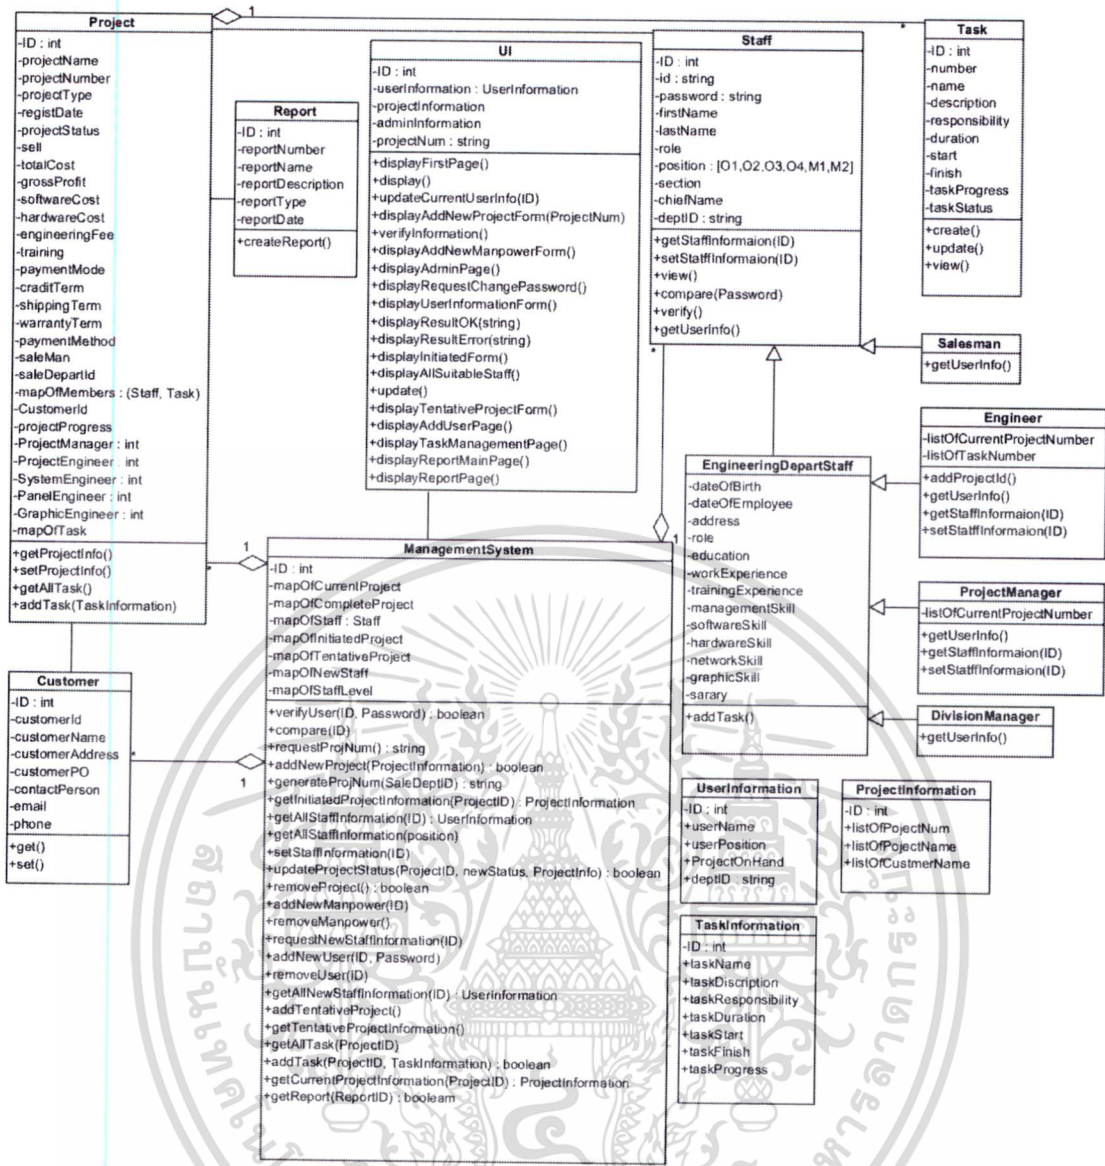 Project
-ID : int
-projectName
-projectNumber
-projectType
-registDate
-projectStatus
-sell
-totalCost
-grossProfit
-softwareCost
-hardwareCost
-engineeringFee
-training
-paymentMode
-craditTerm
-shippingTerm
-warrantyTerm
-paymentMethod
-saleMan
-saleDepartId
-mapOfMembers : (Staff, Task)
-CustomerId
-projectProgress
-ProjectManager : int
-ProjectEngineer : int
-SystemEngineer : int
-PanelEngineer : int
-GraphicEngineer : int
-mapOfTask
+getProjectInfo()
+setProjectInfo()
+getAllTask()
+addTask(TaskInformation)
1
*
Report
-ID : int
-reportNumber
-reportName
-reportDescription
-reportType
-reportDate
+createReport()
UI
-ID : int
-userInformation : UserInformation
-projectInformation
-adminInformation
-projectNum : string
+displayFirstPage()
+display()
+updateCurrentUserInfo(ID)
+displayAddNewProjectForm(ProjectNum)
+verifyInformation()
+displayAddNewManpowerForm()
+displayAdminPage()
+displayRequestChangePassword()
+displayUserInformationForm()
+displayResultOK(string)
+displayResultError(string)
+displayInitiatedForm()
+displayAllSuitableStaff()
+update()
+displayTentativeProjectForm()
+displayAddUserPage()
+displayTaskManagementPage()
+displayReportMainPage()
+displayReportPage()
Staff
-ID : int
-id : string
-password : string
-firstName
-lastName
-role
-position : [O1,O2,O3,O4,M1,M2]
-section
-chiefName
-deptID : string
+getStaffInformaion(ID)
+setStatffInformaion(ID)
+view()
+compare(Password)
+verify()
+getUserInfo()
*
1
Task
-ID : int
-number
-name
-description
-responsibility
-duration
-start
-finish
-taskProgress
-taskStatus
+create()
+update()
+view()
Salesman
+getUserInfo()
Engineer
-listOfCurrentProjectNumber
-listOfTaskNumber
+addProjectId()
+getUserInfo()
+getStaffInformaion(ID)
+setStatffInformaion(ID)
EngineeringDepartStaff
-dateOfBirth
-dateOfEmployee
-address
-role
-education
-workExperience
-trainingExperience
-managementSkill
-softwareSkill
-hardwareSkill
-networkSkill
-graphicSkill
-sarary
+addTask()
ProjectManager
-listOfCurrentProjectNumber
+getUserInfo()
+getStaffInformaion(ID)
+setStatffInformaion(ID)
DivisionManager
+getUserInfo()
1
*
ManagementSystem
-ID : int
-mapOfCurrentProject
-mapOfCompleteProject
-mapOfStaff : Staff
-mapOfInitiatedProject
-mapOfTentativeProject
-mapOfNewStaff
-mapOfStaffLevel
+verifyUser(ID, Password) : boolean
+compare(ID)
+requestProjNum() : string
+addNewProject(ProjectInformation) : boolean
+generateProjNum(SaleDeptID) : string
+getInitiatedProjectInformation(ProjectID) : ProjectInformation
+getAllStaffInformation(ID) : UserInformation
+getAllStaffInformation(position)
+setStaffInformation(ID)
+updateProjectStatus(ProjectID, newStatus, ProjectInfo) : boolean
+removeProject() : boolean
+addNewManpower(ID)
+removeManpower()
+requestNewStaffInformation(ID)
+addNewUser(ID, Password)
+removeUser(ID)
+getAllNewStaffInformation(ID) : UserInformation
+addTentativeProject()
+getTentativeProjectInformation()
+getAllTask(ProjectID)
+addTask(ProjectID, TaskInformation) : boolean
+getCurrentProjectInformation(ProjectID) : ProjectInformation
+getReport(ReportID) : booleam
Customer
-ID : int
-customerId
-customerName
-customerAddress
-customerPO
-contactPerson
-email
-phone
+get()
+set()
*
1
UserInformation
-ID : int
+userName
+userPosition
+ProjectOnHand
+deptID : string
ProjectInformation
-ID : int
+listOfPojectNum
+listOfPojectName
+listOfCustmerName
TaskInformation
-ID : int
+taskName
+taskDiscription
+taskResponsibility
+taskDuration
+taskStart
+taskFinish
+taskProgress